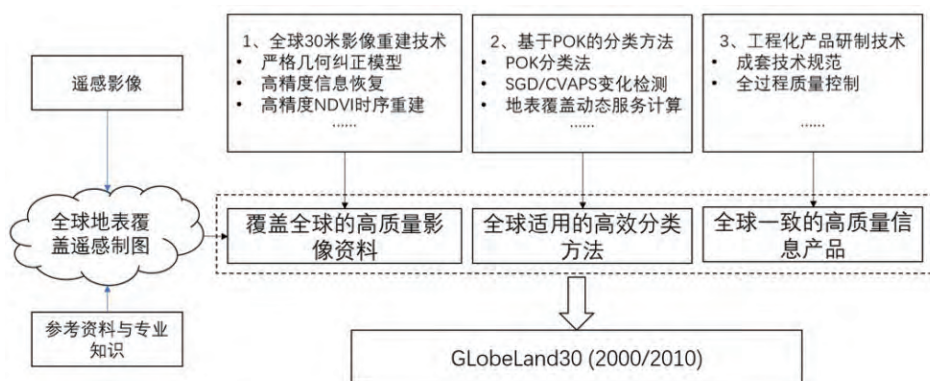 遥感影像
全球地表覆
盖遥感制图
参考资料与专业
知识
1、全球30米影像重建技术
• 严格几何纠正模型
• 高精度信息恢复
• 高精度NDVI时序重建
……
2、基于POK的分类方法
• POK分类法
• SGD/CVAPS变化检测
• 地表覆盖动态服务计算
……
3、工程化产品研制技术
• 成套技术规范
• 全过程质量控制
……
覆盖全球的高质量影
像资料
全球适用的高效分类
方法
全球一致的高质量信
息产品
GLobeLand30 (2000/2010)